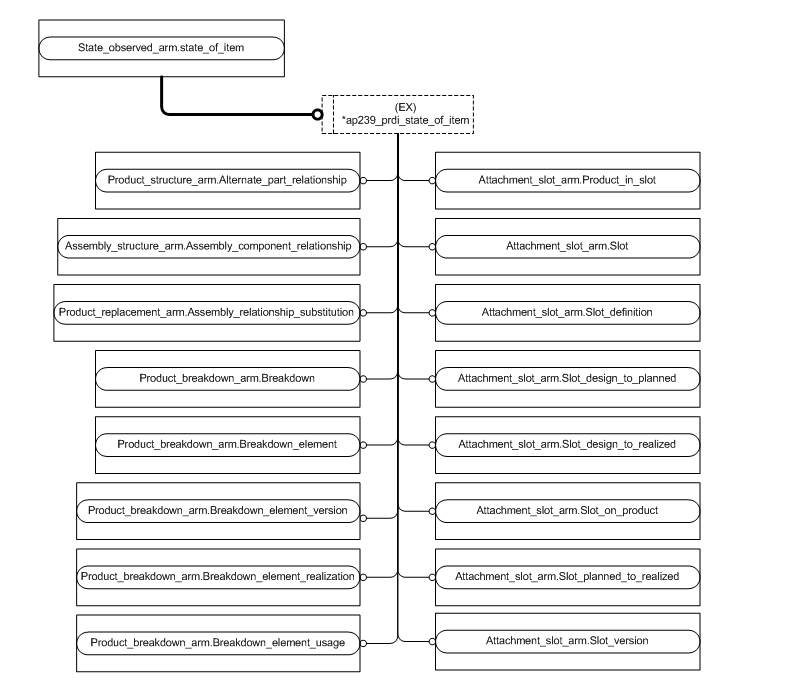 State_observed_arm.state_of_item
(EX)
*ap239_prdi_state_of_item
Product_structure_arm.Alternate_part_relationship
Attachment_slot_arm.Product_in_slot
Assembly_structure_arm.Assembly_component_relationship
Attachment_slot_arm.Slot
Product_replacement_arm.Assembly_relationship_substitution
Attachment_slot_arm.Slot_definition
Product_breakdown_arm.Breakdown
Attachment_slot_arm.Slot_design_to_planned
Product_breakdown_arm.Breakdown_element
Attachment_slot_arm.Slot_design_to_realized
Product_breakdown_arm.Breakdown_element_version
Attachment_slot_arm.Slot_on_product
Product_breakdown_arm.Breakdown_element_realization
Attachment_slot_arm.Slot_planned_to_realized
Product_breakdown_arm.Breakdown_element_usage
Attachment_slot_arm.Slot_version